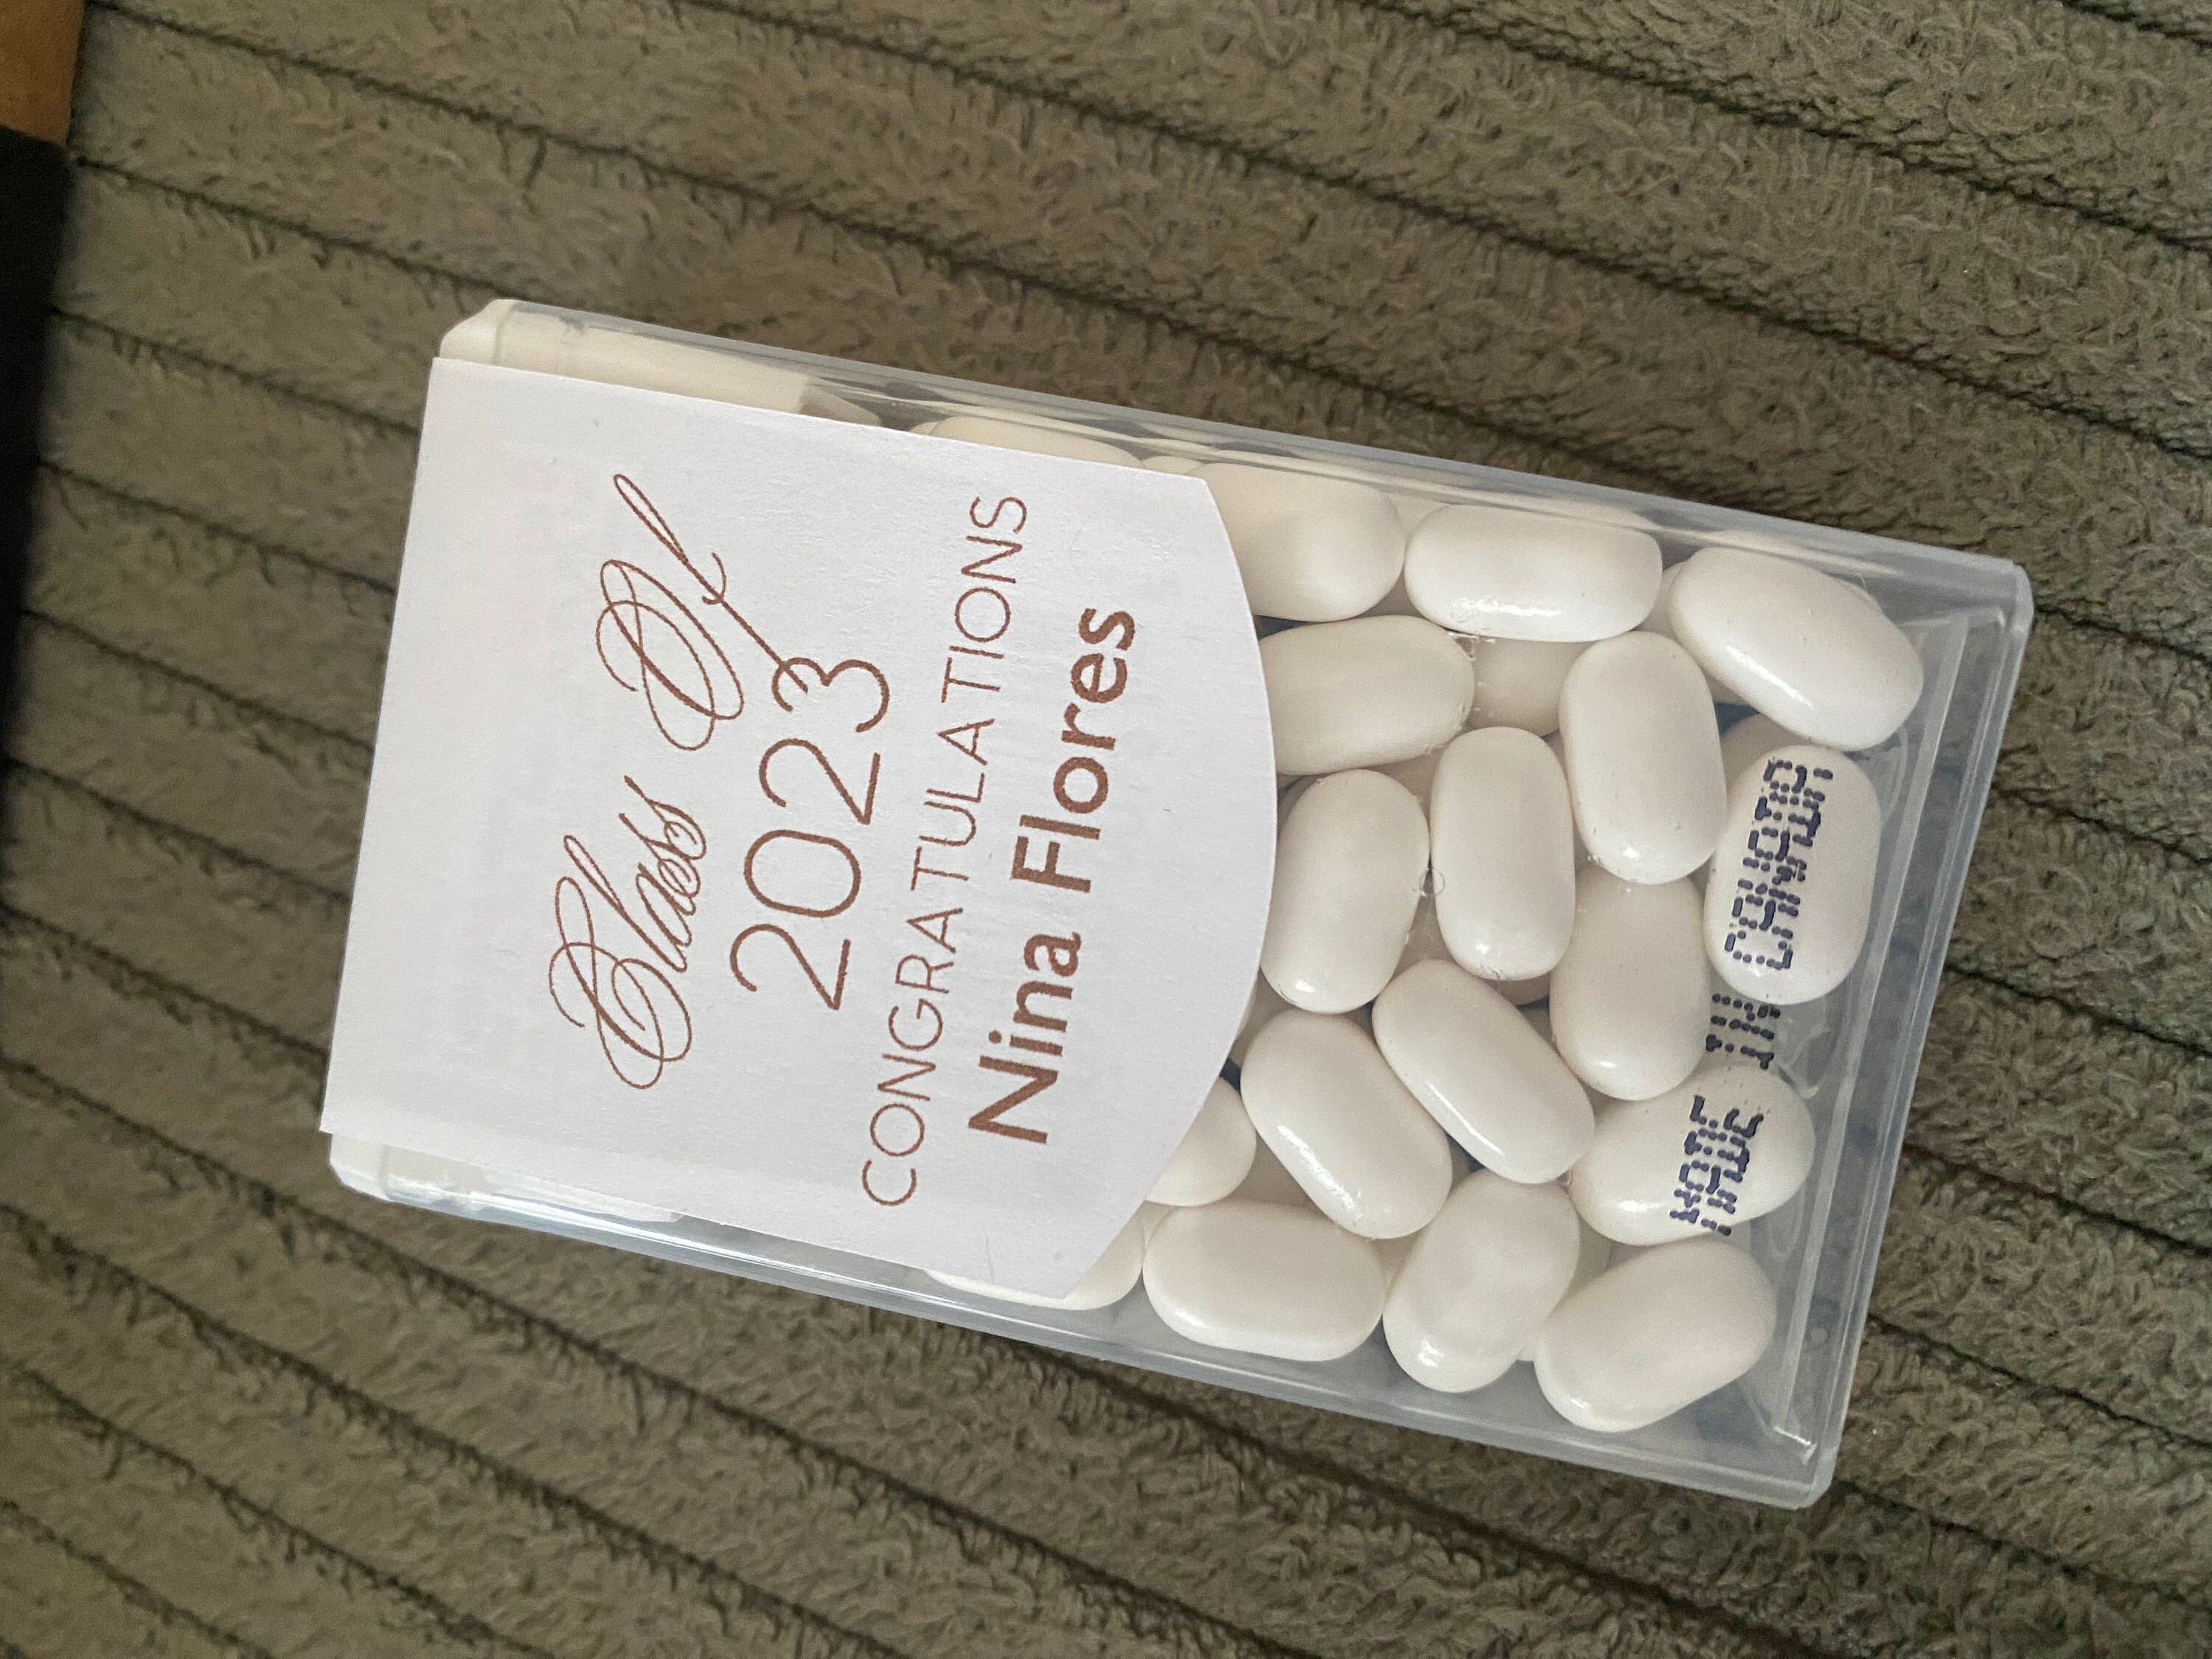 Class Of
2023
CONGRATULATIONS
Nina Flores
MADE IN CANADA